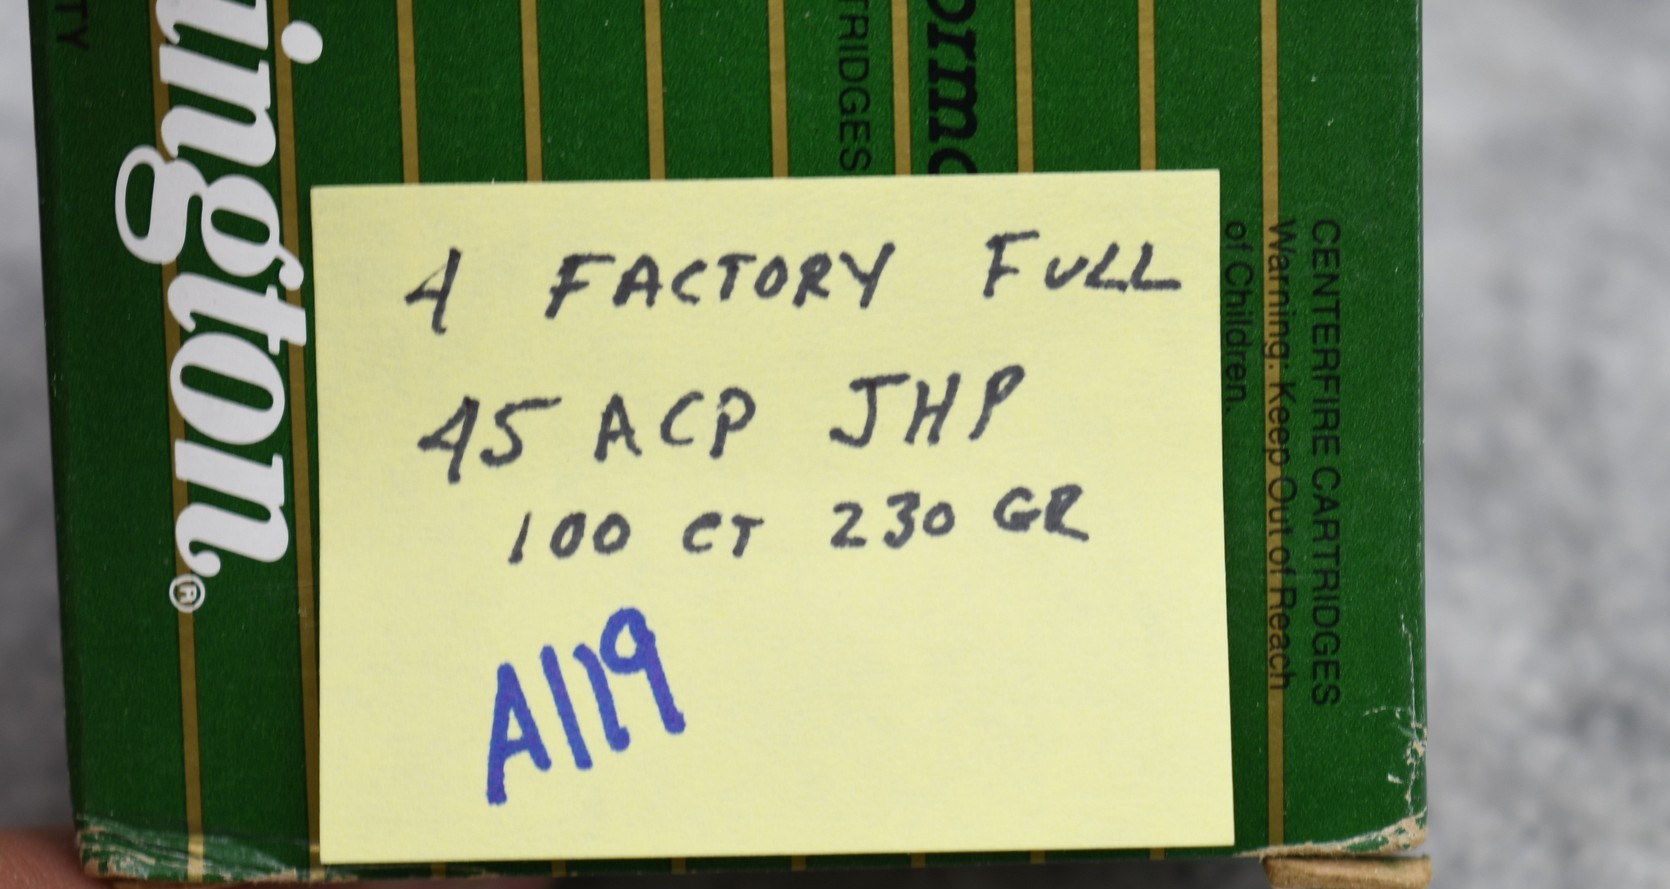 4 FACTORY FULL
45 ACP JHP
100 CT 230 GR
A119
ington®
TRIDGES
CENTERFIRE CARTRIDGES
Warning: Keep Out of Reach
of Children.